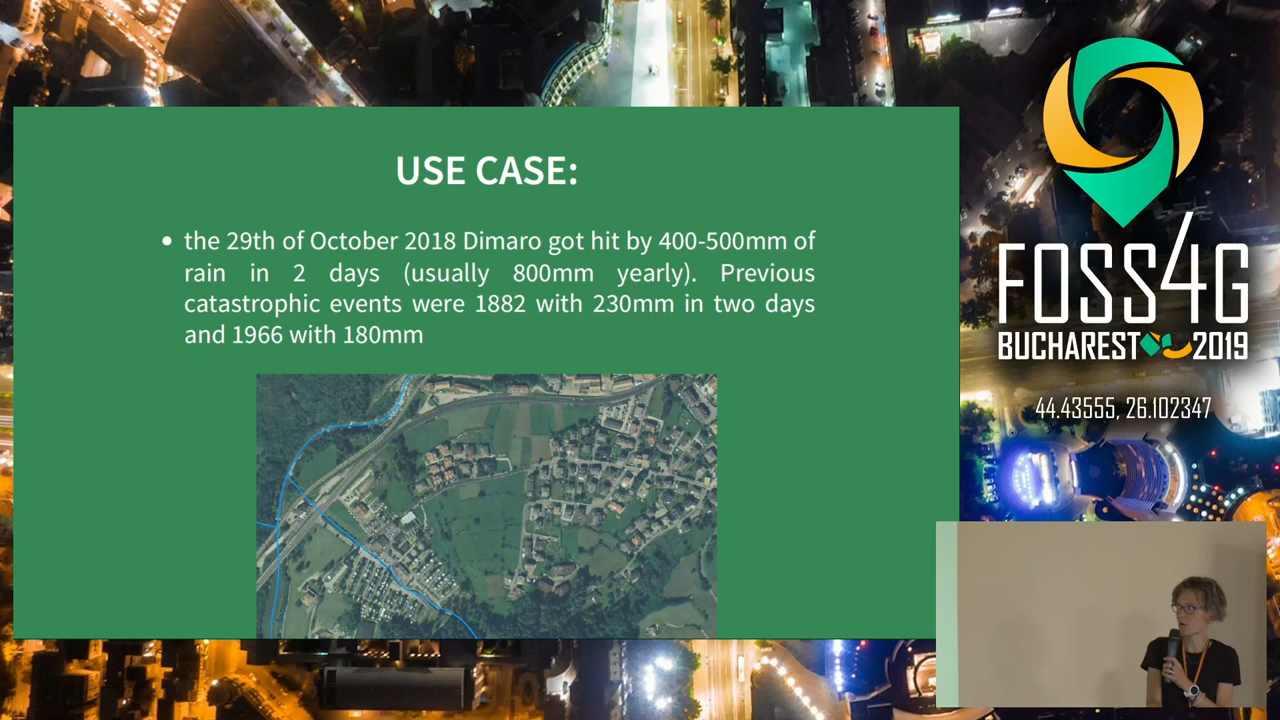 USE CASE:
• the 29th of October 2018 Dimaro got hit by 400-500mm of
rain in 2 days (usually 800mm yearly). Previous
catastrophic events were 1882 with 230mm in two days
and 1966 with 180mm
FOSS4G
BUCHAREST 2019
44.43555, 26.102347